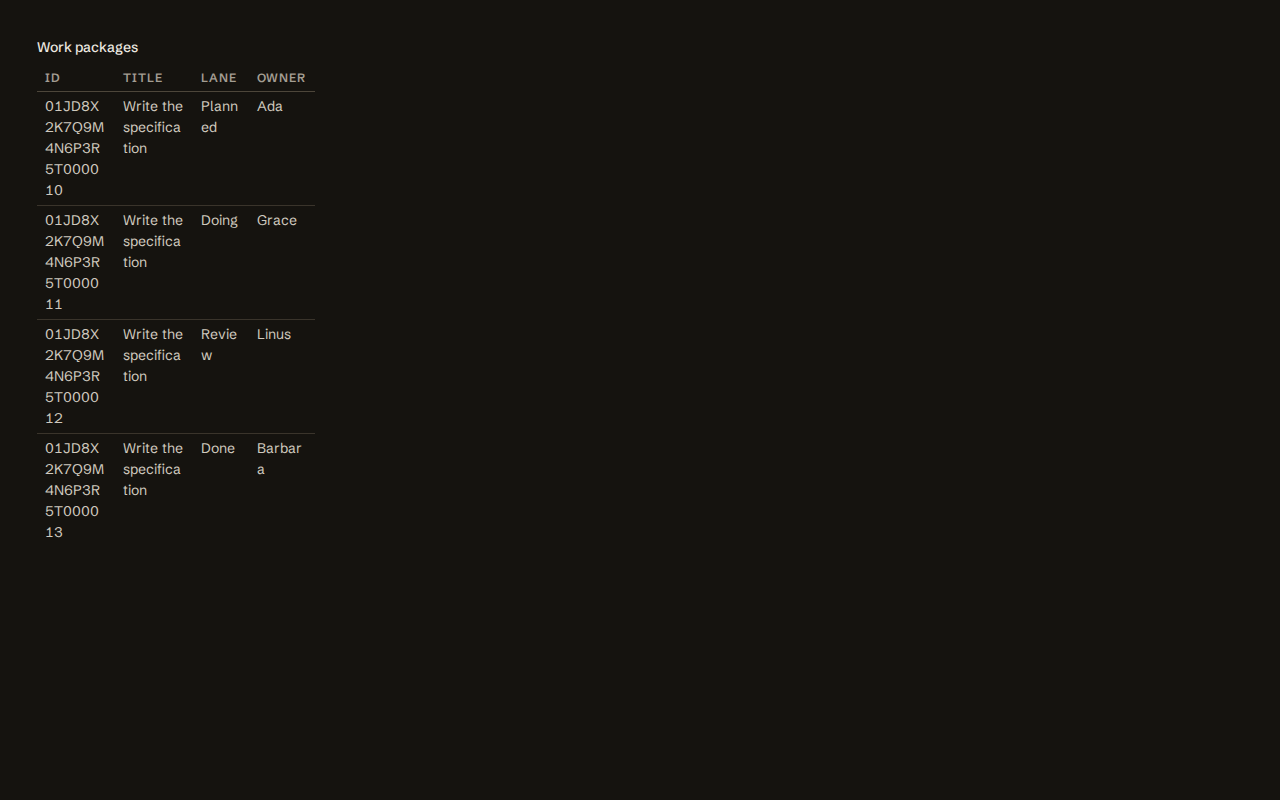 Work packages
ID TITLE LANE OWNER
01JD8X Write the Plann Ada
2K7Q9M specifica ed
4N6P3R tion
5T0000
10
01JD8X Write the Doing Grace
2K7Q9M specifica
4N6P3R tion
5T0000
11
01JD8X Write the Revie Linus
2K7Q9M specifica w
4N6P3R tion
5T0000
12
01JD8X Write the Done Barbar
2K7Q9M specifica a
4N6P3R tion
5T0000
13